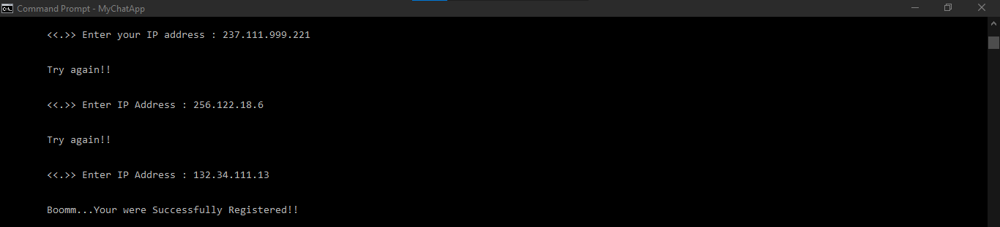 Command Prompt - MyChatApp
<<.>> Enter your IP address : 237.111.999.221
Try again!!
<<.>> Enter IP Address : 256.122.18.6
Try again!!
<<.>> Enter IP Address : 132.34.111.13
Boomm...Your were Successfully Registered!!